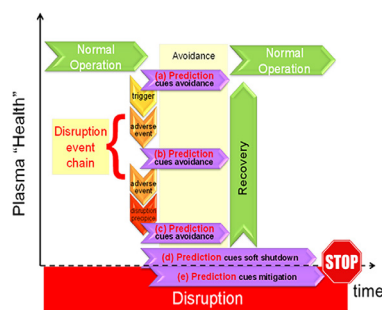 Plasma “Health”
Normal
Operation
Avoidance
Normal
Operation
(a) Prediction
cues avoidance
trigger
adverse
event
Disruption
event
chain
(b) Prediction
cues avoidance
adverse
event
disruption
precipice
(c) Prediction
cues avoidance
Recovery
(d) Prediction cues soft shutdown
(e) Prediction cues mitigation
STOP
time
Disruption